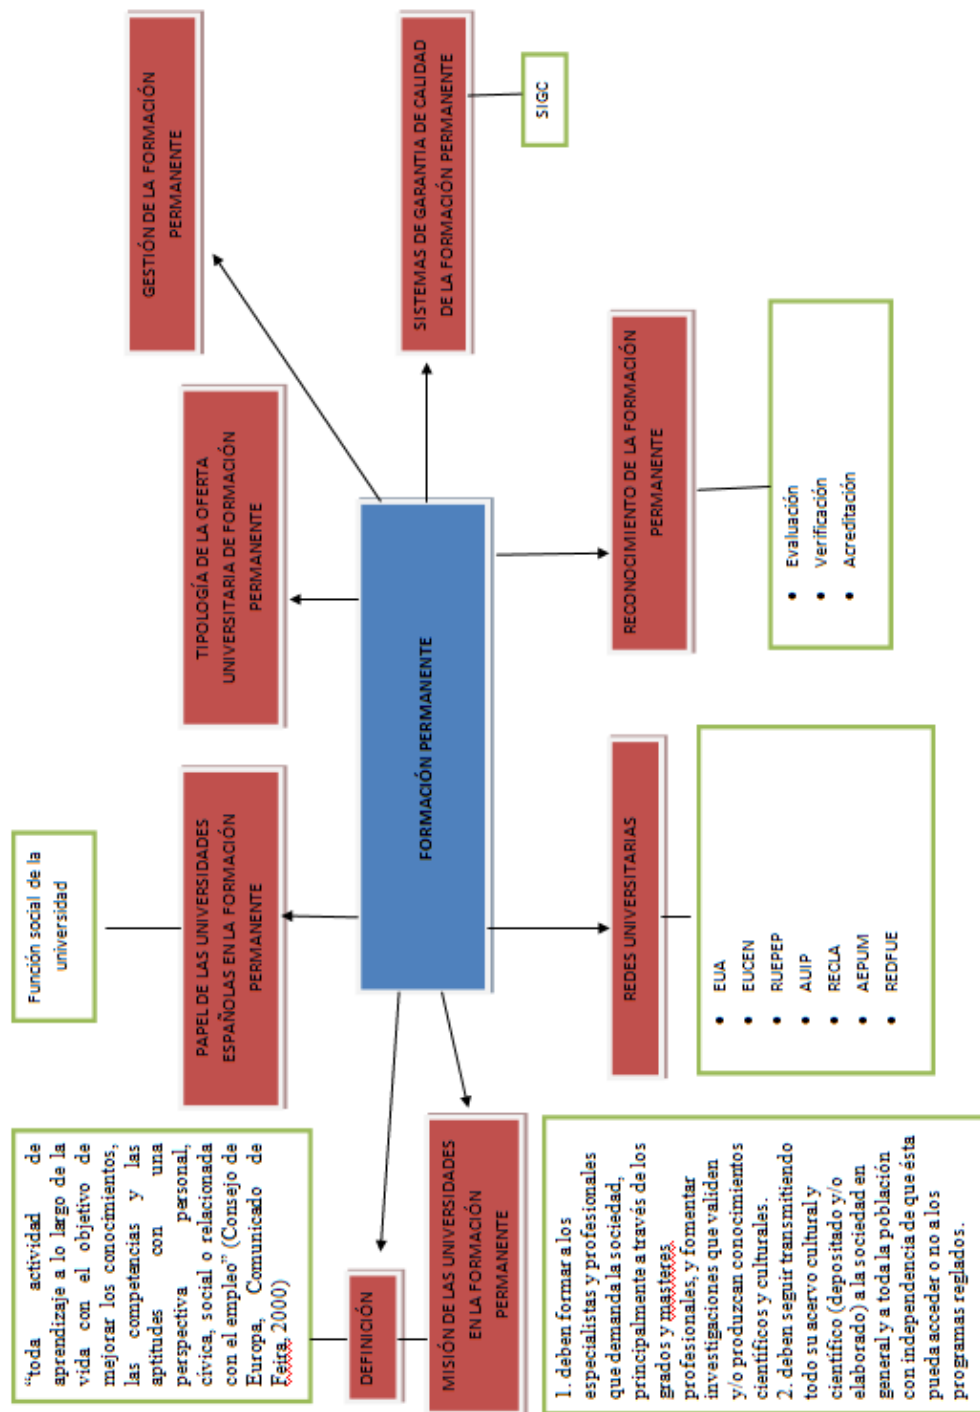 “toda actividad de
aprendizaje a lo largo de la
vida con el objetivo de
mejorar los conocimientos,
las competencias y las
aptitudes con una
perspectiva personal,
cívica, social o relacionada
con el empleo” (Consejo de
Europa, Comunicado de
Feira, 2000)
DEFINICIÓN
Función social de la
universidad
PAPEL DE LAS UNIVERSIDADES
ESPAÑOLAS EN LA FORMACIÓN
PERMANENTE
TIPOLOGÍA DE LA OFERTA
UNIVERSITARIA DE FORMACIÓN
PERMANENTE
GESTIÓN DE LA FORMACIÓN
PERMANENTE
MISIÓN DE LAS UNIVERSIDADES
EN LA FORMACIÓN
PERMANENTE
FORMACIÓN PERMANENTE
SISTEMAS DE GARANTIA DE CALIDAD
DE LA FORMACIÓN PERMANENTE
SIGC
1. deben formar a los
especialistas y profesionales
que demanda la sociedad,
principalmente a través de los
grados y masteres
profesionales, y fomentar
investigaciones que validen
y/o produzcan conocimientos
científicos y culturales.
2. deben seguir transmitiendo
todo su acervo cultural y
científico (depositado y/o
elaborado) a la sociedad en
general y a toda la población
con independencia de que ésta
pueda acceder o no a los
programas reglados.
REDES UNIVERSITARIAS
• EUA
• EUCEN
• RUEPEP
• AUIP
• RECLA
• AEPUM
• REDFUE
RECONOCIMIENTO DE LA FORMACIÓN
PERMANENTE
• Evaluación
• Verificación
• Acreditación